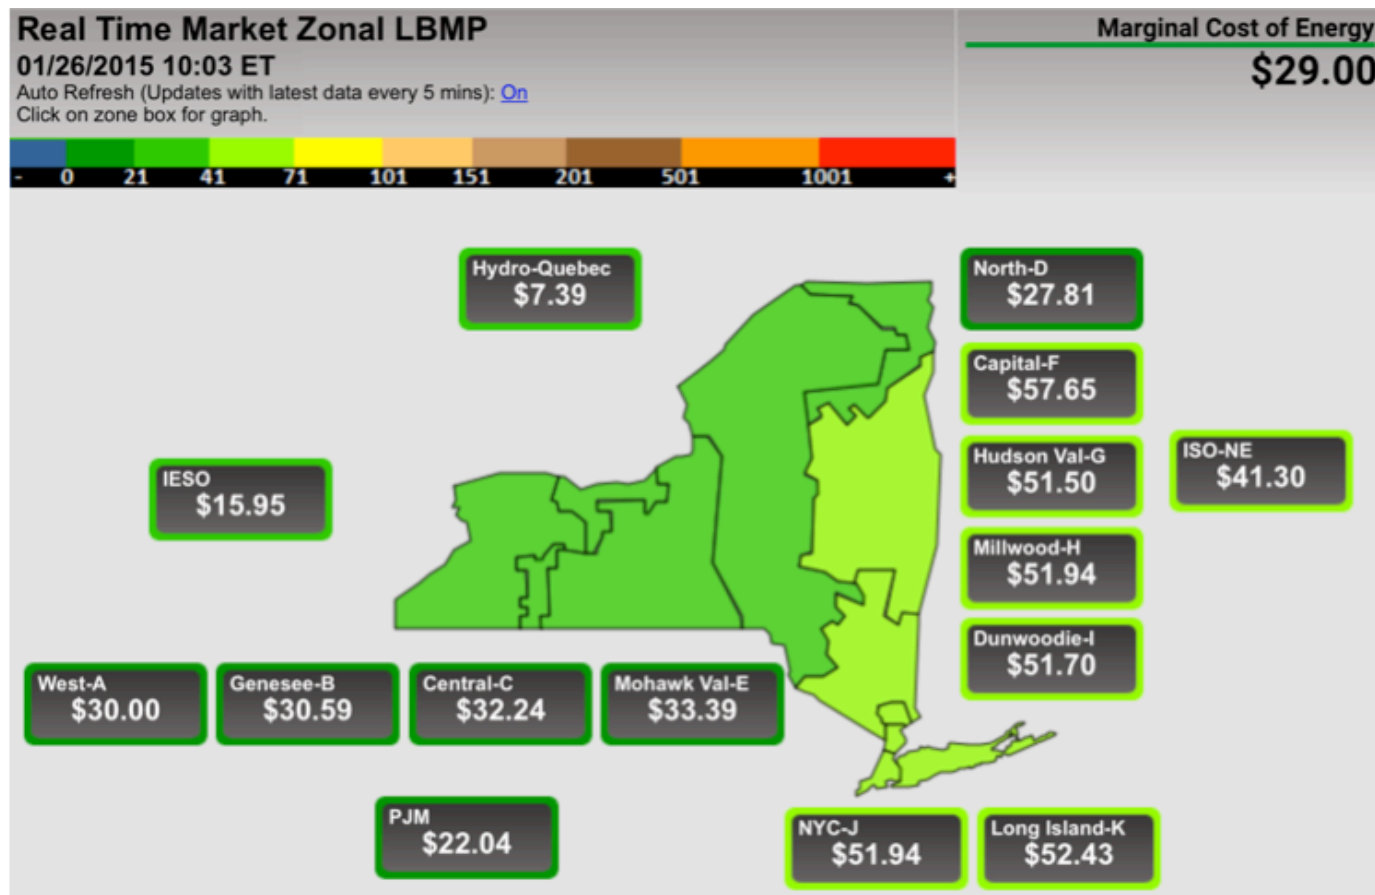 Real Time Market Zonal LBMP
Marginal Cost of Energy
01/26/2015 10:03 ET
$29.00
Auto Refresh (Updates with latest data every 5 mins): On
Click on zone box for graph.
- 0 21 41 71 101 151 201 501 1001 +
Hydro-Quebec
$7.39
North-D
$27.81
Capital-F
$57.65
Hudson Val-G
$51.50
ISO-NE
$41.30
IESO
$15.95
Millwood-H
$51.94
Dunwoodie-I
$51.70
West-A
$30.00
Genesee-B
$30.59
Central-C
$32.24
Mohawk Val-E
$33.39
PJM
$22.04
NYC-J
$51.94
Long Island-K
$52.43